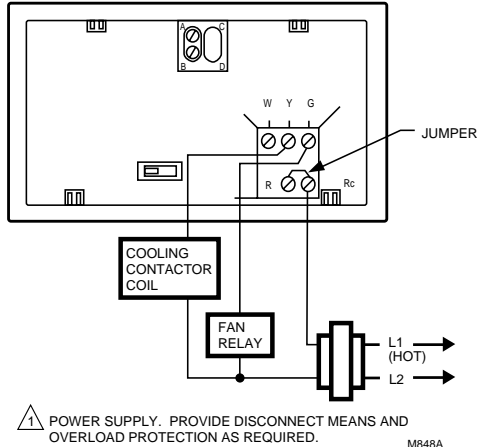 A C
B D
W Y G
JUMPER
R Rc
COOLING
CONTACTOR
COIL
FAN
RELAY
L1
(HOT)
L2
1 POWER SUPPLY. PROVIDE DISCONNECT MEANS AND
OVERLOAD PROTECTION AS REQUIRED.
M848A